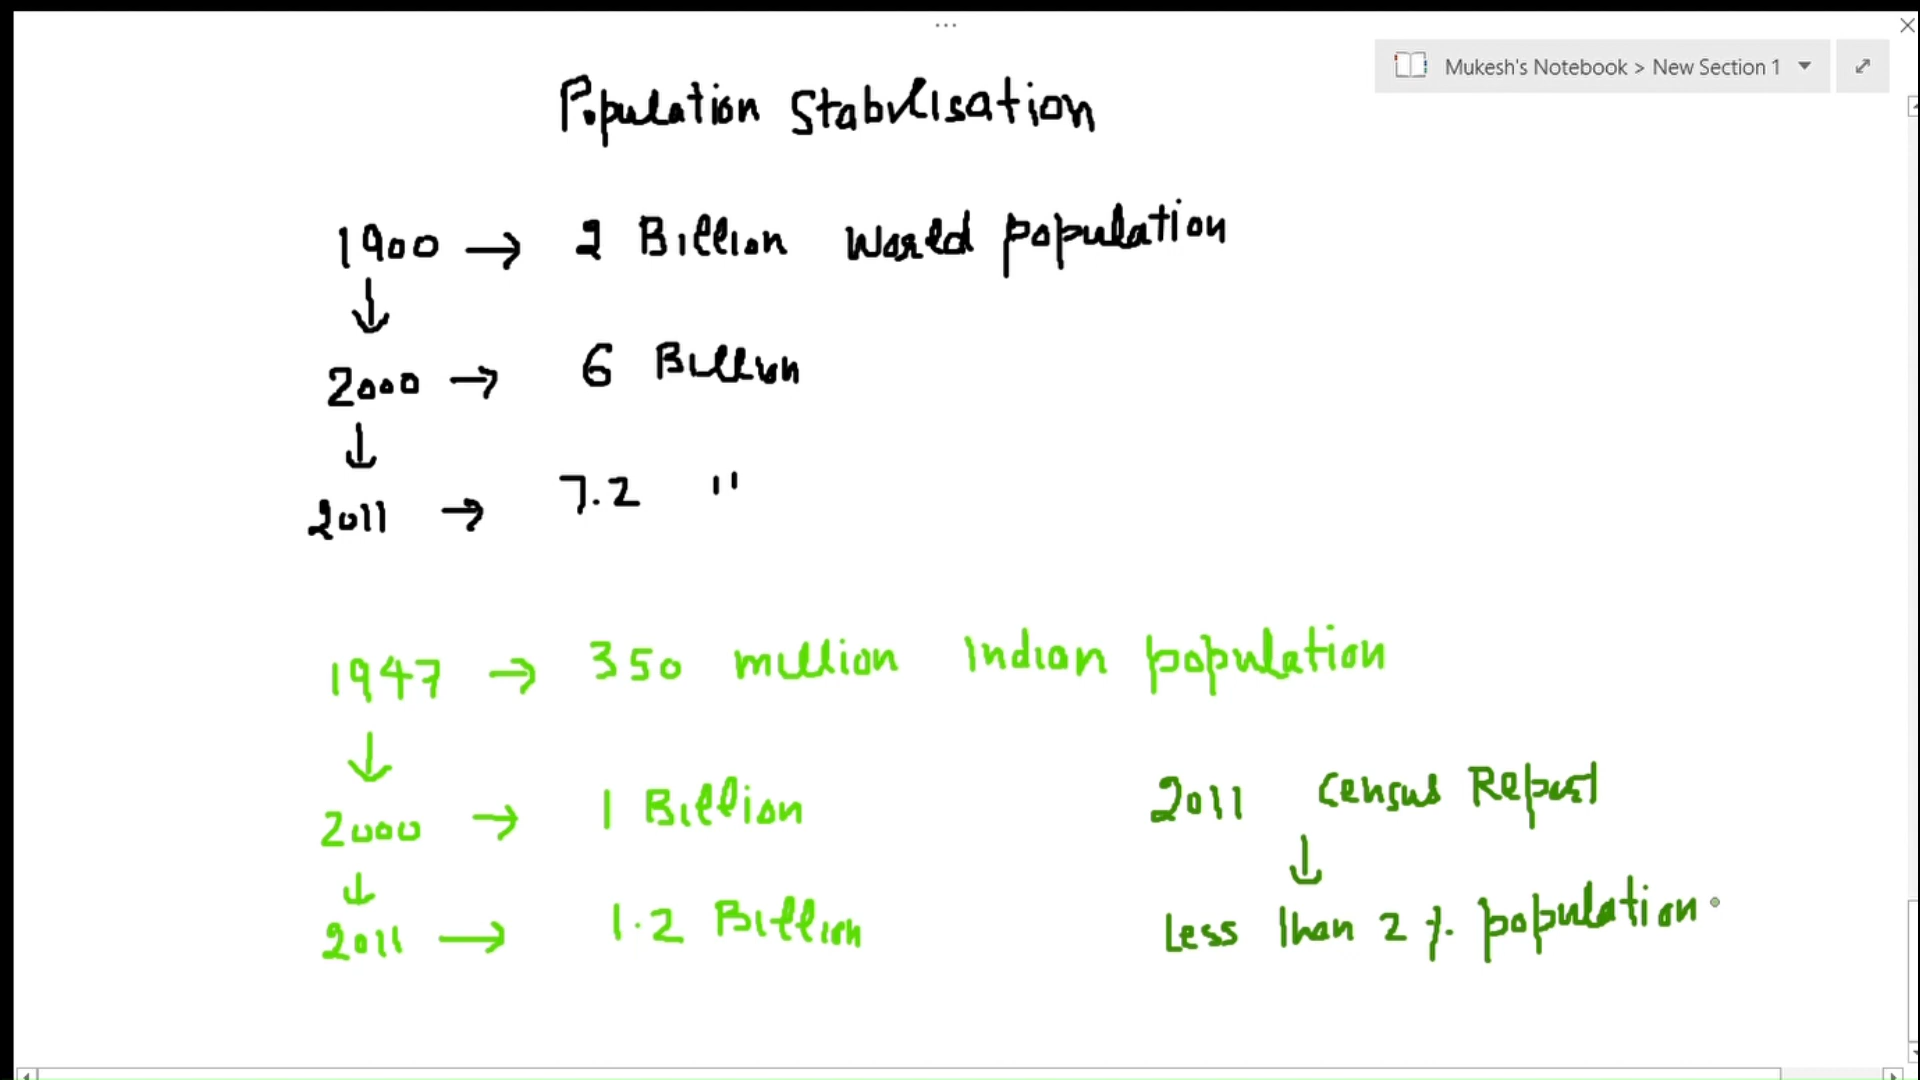 ...
Mukesh's Notebook > New Section 1
Population Stabilisation
1900 → 2 Billion World population
↓
2000 → 6 Billion
↓
2011 → 7.2 "
1947 → 350 million Indian population
↓
2000 → 1 Billion
↓
2011 → 1.2 Billion
2011 Census Report
↓
Less than 2 %. population